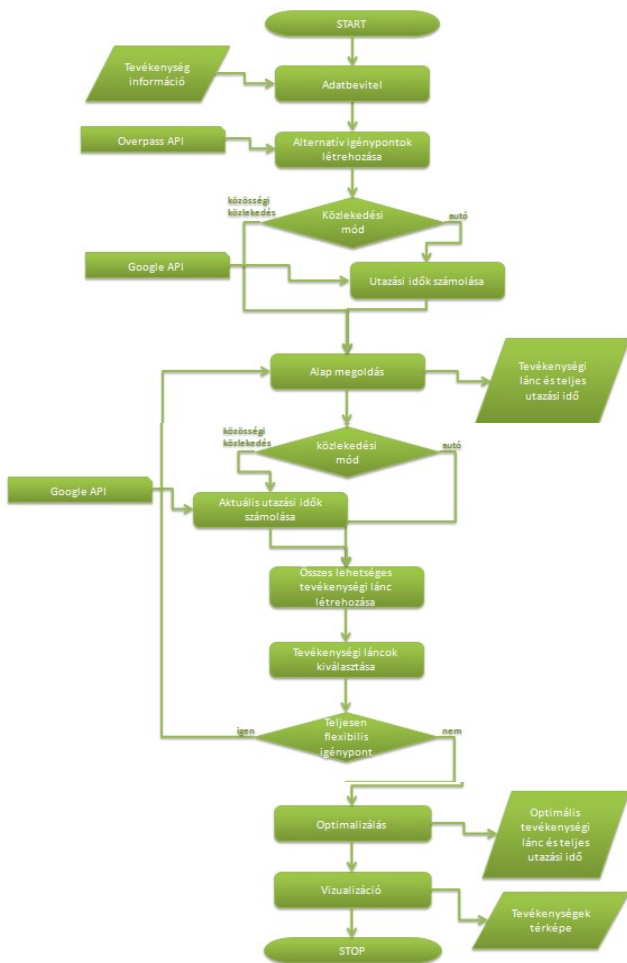 START
Tevékenység
információ
Adatbevitel
Overpass API
Alternatív igénypontok
létrehozása
közösségi
közlekedés
Közlekedési
mód
autó
Google API
Utazási idők számolása
Alap megoldás
Tevékenységi
lánc és teljes
utazási idő
közösségi
közlekedés
közlekedési
mód
autó
Google API
Aktuális utazási idők
számolása
Összes lehetséges
tevékenységi lánc
létrehozása
Tevékenységi láncok
kiválasztása
igen
Teljesen
flexibilis
igénypont
nem
Optimalizálás
Optimális
tevékenységi
lánc és teljes
utazási idő
Vizualizáció
Tevékenységek
térképe
STOP